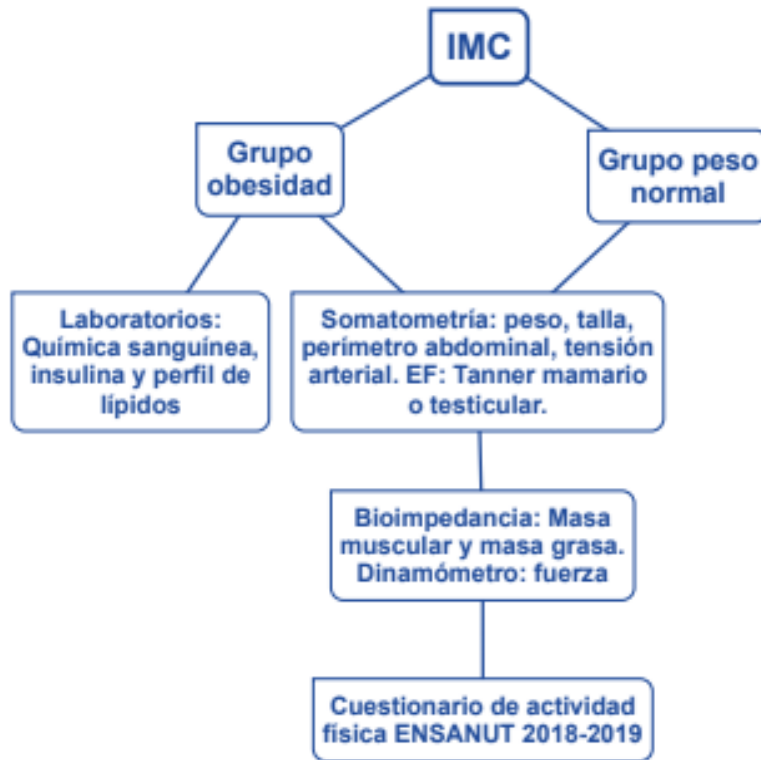 IMC
Grupo
obesidad
Grupo peso
normal
Laboratorios:
Química sanguínea,
insulina y perfil de
lípidos
Somatometría: peso, talla,
perímetro abdominal, tensión
arterial. EF: Tanner mamario
o testicular.
Bioimpedancia: Masa
muscular y masa grasa.
Dinamómetro: fuerza
Cuestionario de actividad
física ENSANUT 2018-2019